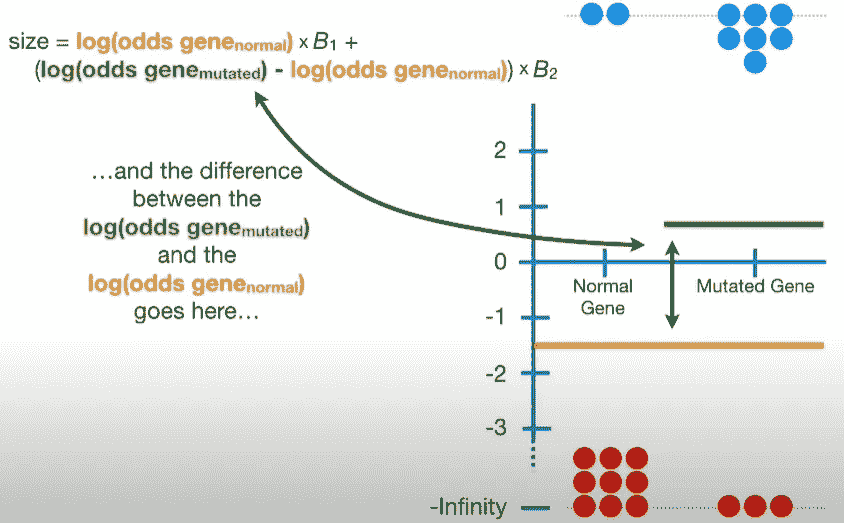 size = log(odds gene normal) x B1 +
(log(odds gene mutated) - log(odds gene normal)) x B2
...and the difference
between the
log(odds gene mutated)
and the
log(odds gene normal)
goes here...
2
1
0
-1
-2
-3
-Infinity
Normal
Gene
Mutated Gene